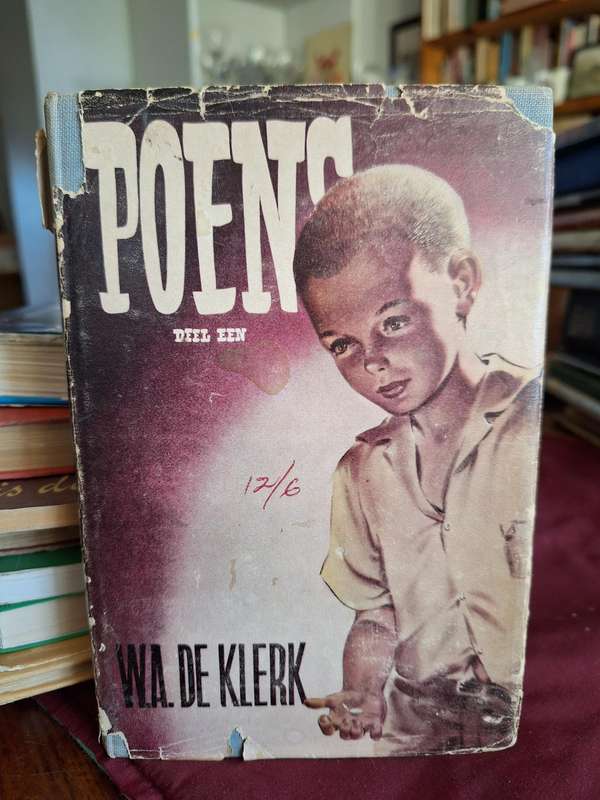 POENS
DEEL EEN
12/6
W.A. DE KLERK